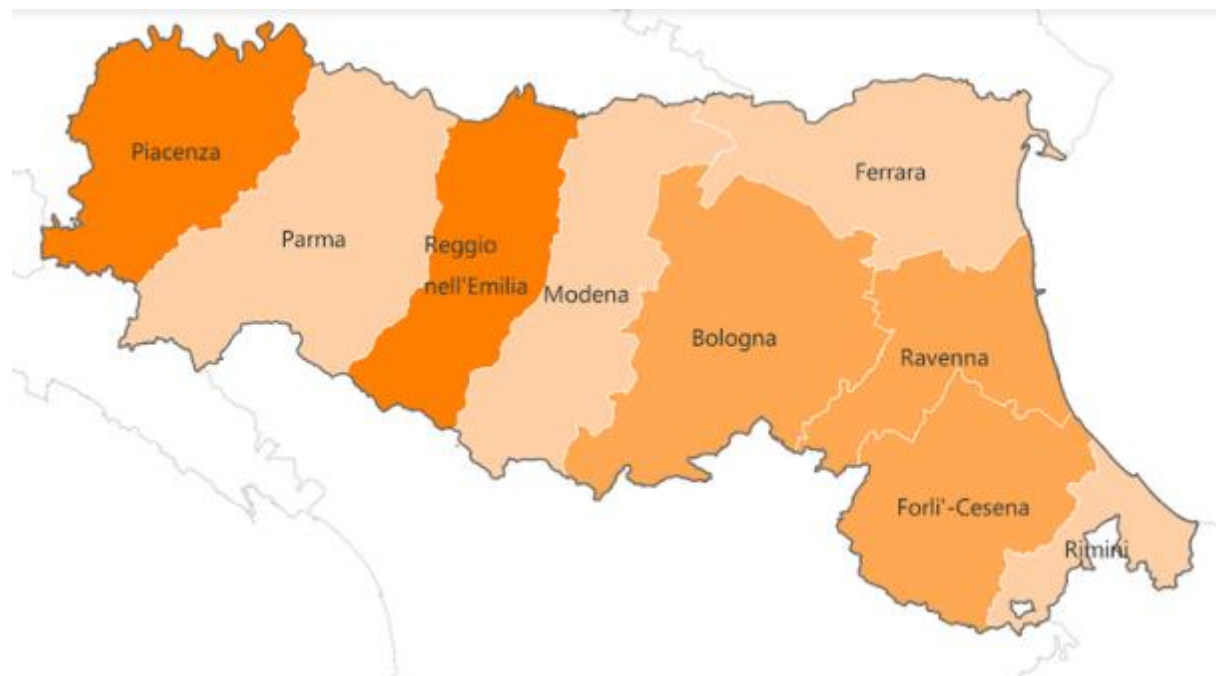 Piacenza
Ferrara
Parma
Reggio
nell'Emilia
Modena
Bologna
Ravenna
Forli'-Cesena
Rimini